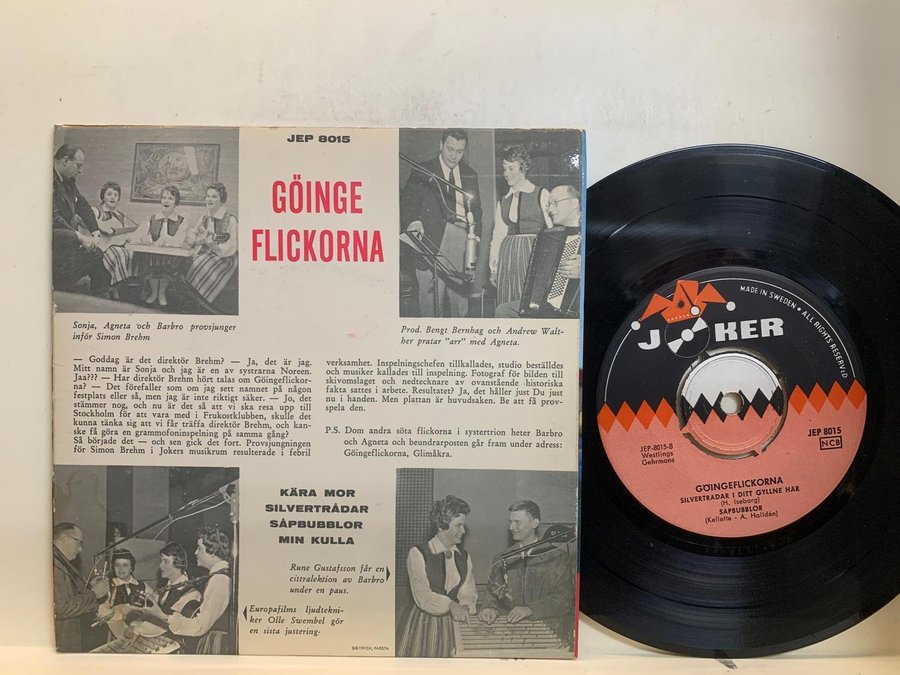 JEP 8015
GÖINGE
FLICKORNA
Sonja, Agneta och Barbro provsjunger
inför Simon Brehm
Prod. Bengt Bernhag och Andrew Walt-
her pratar "arr" med Agneta.
— Goddag är det direktör Brehm? — Ja, det är jag.
Mitt namn är Sonja och jag är en av systrarna Noreen.
Jaa??? — Har direktör Brehm hört talas om Göingeflickor-
na? — Det förefaller som om jag sett namnet på någon
festplats eller så, men jag är inte riktigt säker. — Jo, det
stämmer nog, och nu är det så att vi ska resa upp till
Stockholm för att vara med i Frukostklubben, skulle det
kunna tänka sig att vi får träffa direktör Brehm, och kan-
ske få göra en grammofoninspelning på samma gång?
Så började det — och sen gick det fort. Provsjungningen
för Simon Brehm i Jokers musikrum resulterade i febril
verksamhet. Inspelningschefen tillkallades, studio beställdes
och musiker kallades till inspelning. Fotograf för bilden till
skivomslaget och nedtecknare av ovanstående historiska
fakta sattes i arbete. Resultatet? Ja, det håller just Du just
nu i handen. Men plattan är huvudsaken. Be att få prov-
spela den.
P.S. Dom andra söta flickorna i systertrion heter Barbro
och Agneta och beundrarposten går fram under adress:
Göingeflickorna, Glimåkra.
KÄRA MOR
SILVERTRÅDAR
SÅPBUBBLOR
MIN KULLA
Rune Gustafsson får en
cittralektion av Barbro
under en paus.
Europafilms ljudtekni-
ker Olle Swembel gör
en sista justering.
SIB-TRYCK, FARSTA
MADE IN SWEDEN • ALL RIGHTS RESERVED
JOKER
JEP 8015
NCB
JEP-8015-B
Westlings
Gehrmans
GÖINGEFLICKORNA
SILVERTRADAR I DITT GYLLNE HAR
(H. Iseborg)
SAPBUBBLOR
(Kellette - A. Halldén)